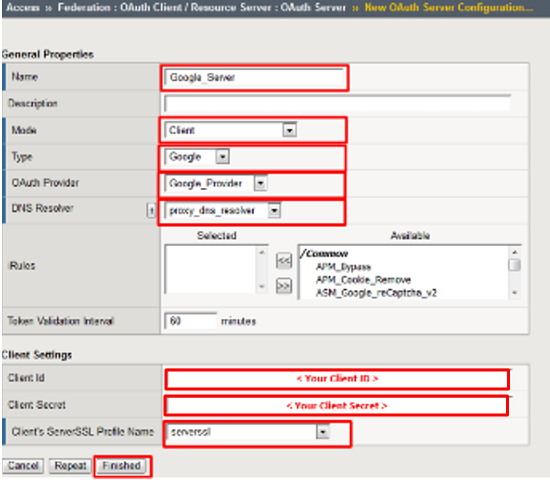 Access » Federation : OAuth Client / Resource Server : OAuth Server » New OAuth Server Configuration...
General Properties
Name Google_Server
Description
Mode Client
Type Google
OAuth Provider Google_Provider
DNS Resolver proxy_dns_resolver
Selected Available
iRules << /Common
APM_Bypass
>> APM_Cookie_Remove
ASM_Google_reCaptcha_v2
Token Validation Interval 60 minutes
Client Settings
Client Id < Your Client ID >
Client Secret < Your Client Secret >
Client's ServerSSL Profile Name serverssl
Cancel Repeat Finished